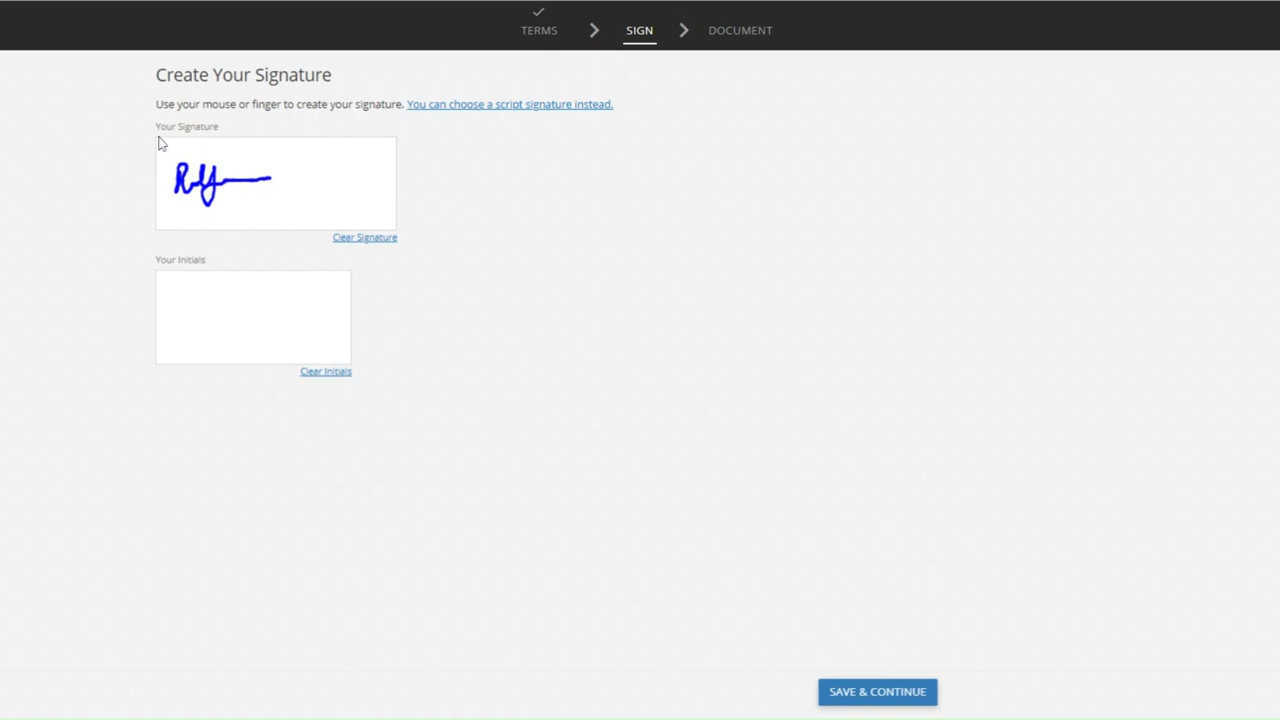 TERMS
SIGN
DOCUMENT
Create Your Signature
Use your mouse or finger to create your signature. You can choose a script signature instead.
Your Signature
Clear Signature
Your Initials
Clear Initials
SAVE & CONTINUE